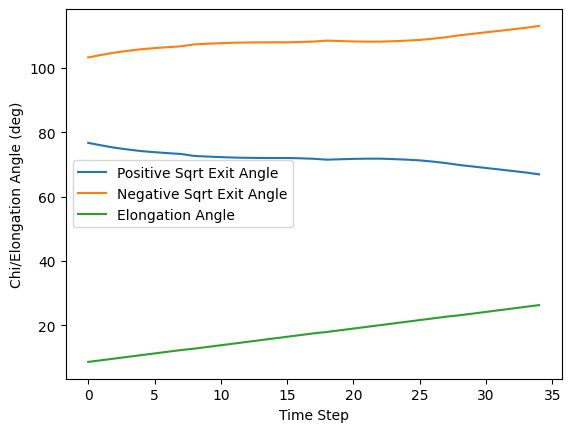 Chi/Elongation Angle (deg)
100
80
60
40
20
Positive Sqrt Exit Angle
Negative Sqrt Exit Angle
Elongation Angle
0 5 10 15 20 25 30 35
Time Step